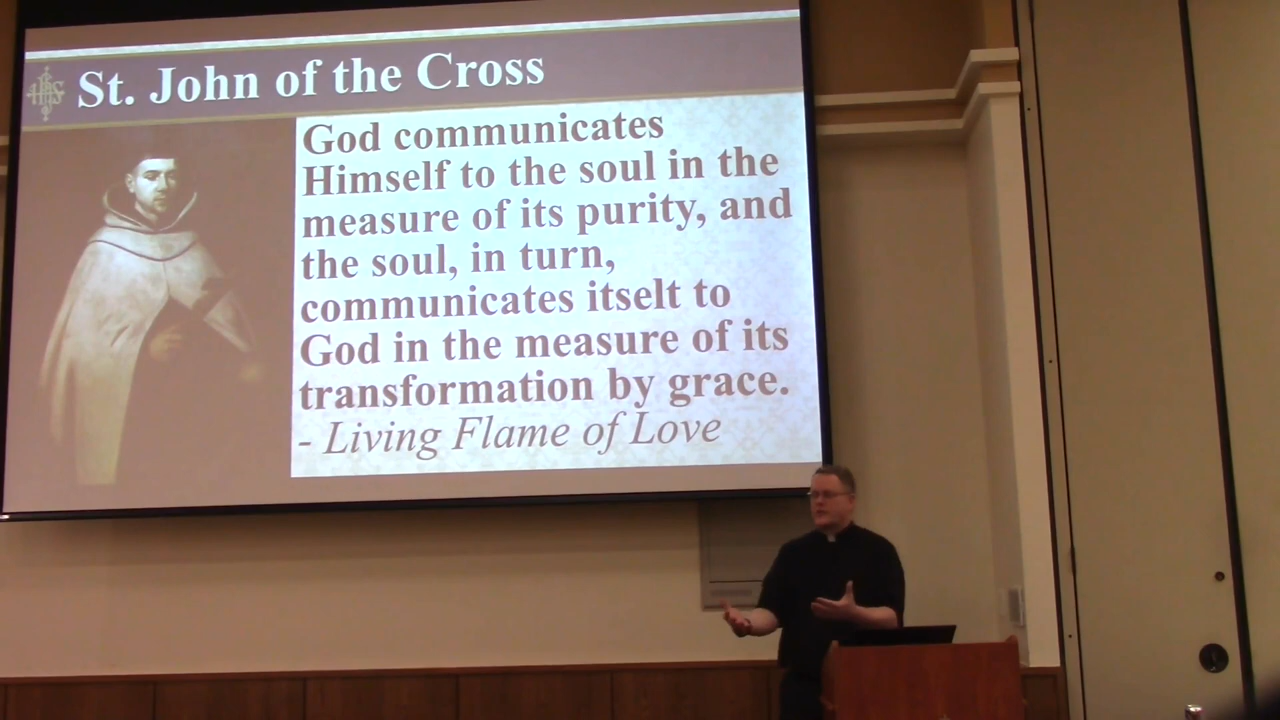 IHS
St. John of the Cross
God communicates
Himself to the soul in the
measure of its purity, and
the soul, in turn,
communicates itselt to
God in the measure of its
transformation by grace.
- Living Flame of Love